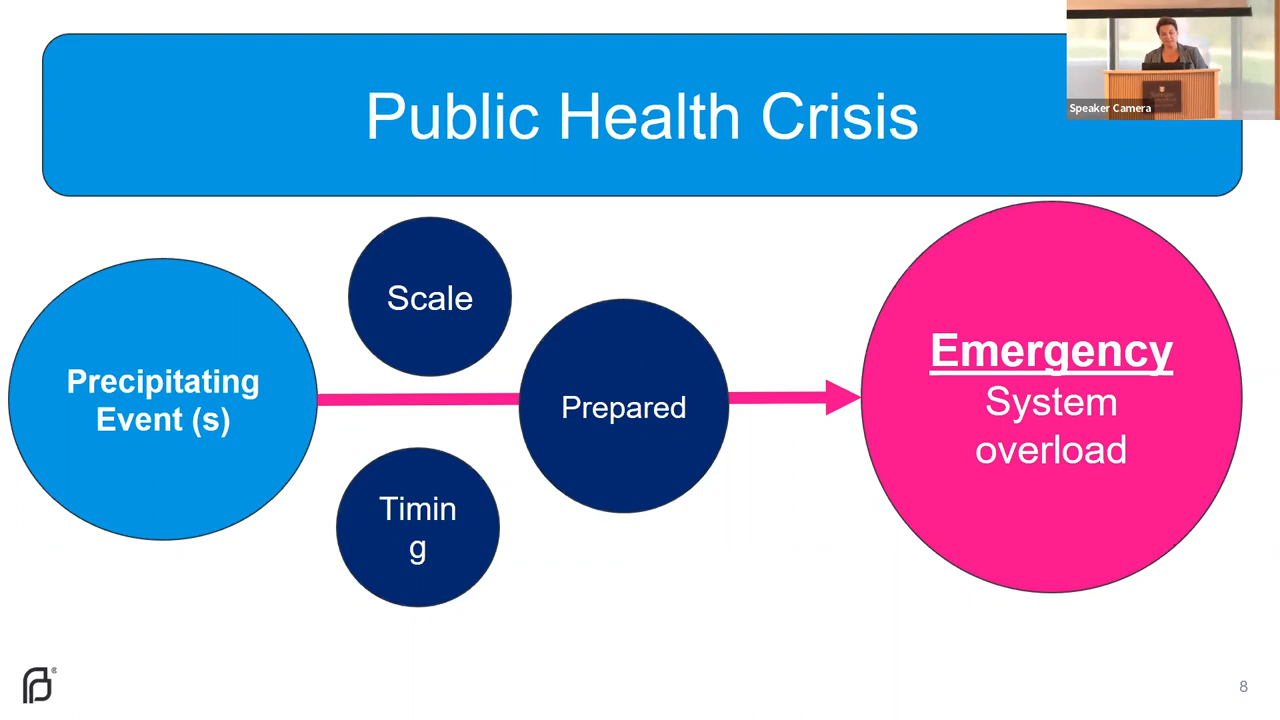 Public Health Crisis
Speaker Camera
Scale
Precipitating
Event (s)
Prepared
Timin
g
Emergency
System
overload
8